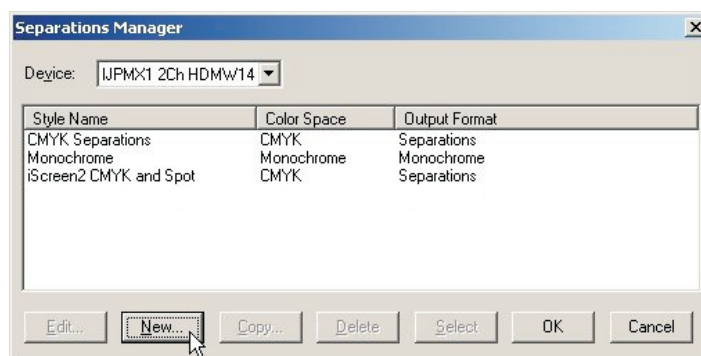 Separations Manager
Device: IJPMX1 2Ch HDMW14
Style Name Color Space Output Format
CMYK Separations CMYK Separations
Monochrome Monochrome Monochrome
iScreen2 CMYK and Spot CMYK Separations
Edit... New... Copy... Delete Select OK Cancel